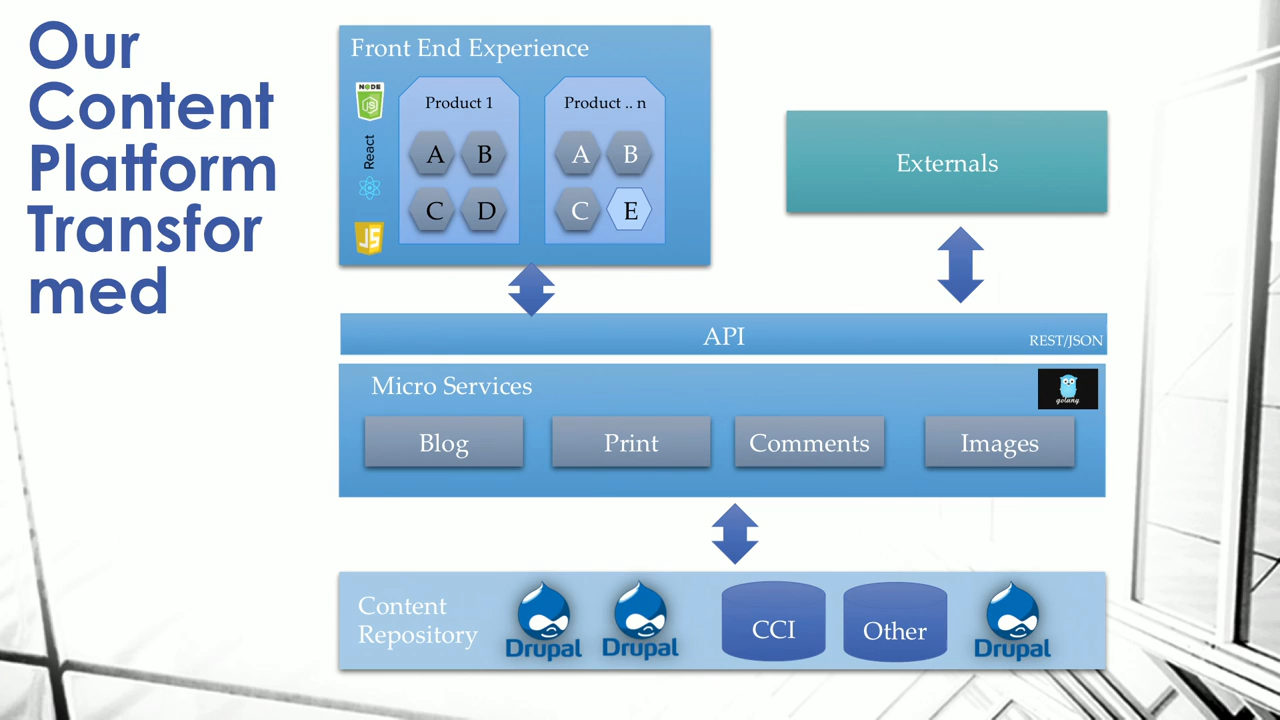 Our
Content
Platform
Transfor
med
Front End Experience
NODE
JS
React
JS
Product 1
A B
C D
Product .. n
A B
C E
Externals
API
REST/JSON
Micro Services
golang
Blog
Print
Comments
Images
Content
Repository
Drupal
Drupal
CCI
Other
Drupal